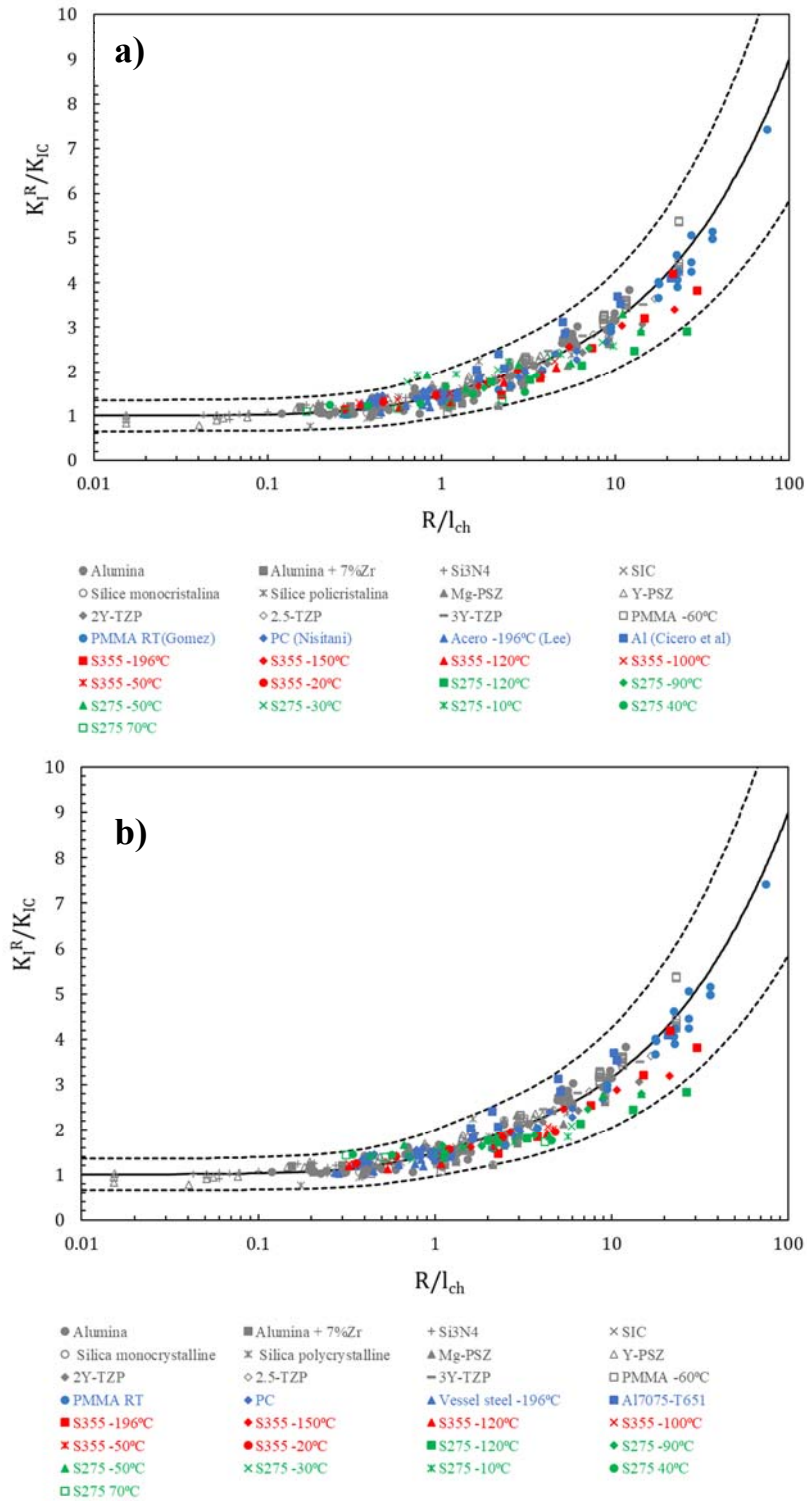 a)
10
9
8
7
6
5
4
3
2
1
0
K_I^R/K_IC
0.01 0.1 1 10 100
R/l_ch
Alumina Alumina + 7%Zr Si3N4 SIC
Sílice monocristalina Sílice policristalina Mg-PSZ Y-PSZ
2Y-TZP 2.5-TZP 3Y-TZP PMMA -60ºC
PMMA RT(Gomez) PC (Nisitani) Acero -196ºC (Lee) Al (Cicero et al)
S355 -196ºC S355 -150ºC S355 -120ºC S355 -100ºC
S355 -50ºC S355 -20ºC S275 -120ºC S275 -90ºC
S275 -50ºC S275 -30ºC S275 -10ºC S275 40ºC
S275 70ºC
b)
10
9
8
7
6
5
4
3
2
1
0
K_I^R/K_IC
0.01 0.1 1 10 100
R/l_ch
Alumina Alumina + 7%Zr Si3N4 SIC
Silica monocrystalline Silica polycrystalline Mg-PSZ Y-PSZ
2Y-TZP 2.5-TZP 3Y-TZP PMMA -60ºC
PMMA RT PC Vessel steel -196ºC Al7075-T651
S355 -196ºC S355 -150ºC S355 -120ºC S355 -100ºC
S355 -50ºC S355 -20ºC S275 -120ºC S275 -90ºC
S275 -50ºC S275 -30ºC S275 -10ºC S275 40ºC
S275 70ºC